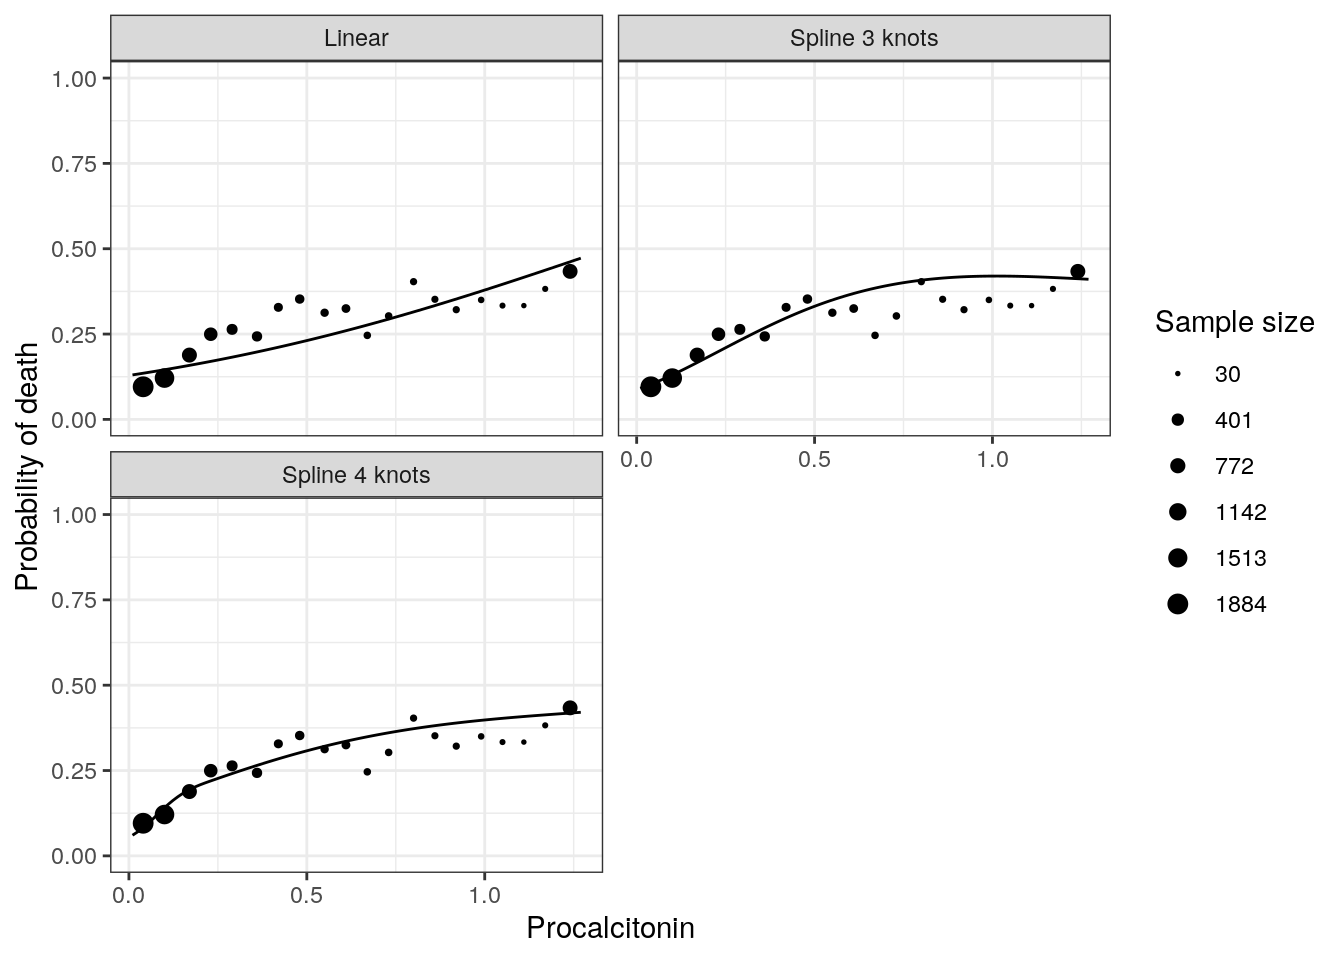 Linear
Spline 3 knots
1.00
0.75
0.50
0.25
0.00
0.0 0.5 1.0
Spline 4 knots
1.00
0.75
0.50
0.25
0.00
0.0 0.5 1.0
Probability of death
Procalcitonin
Sample size
30
401
772
1142
1513
1884